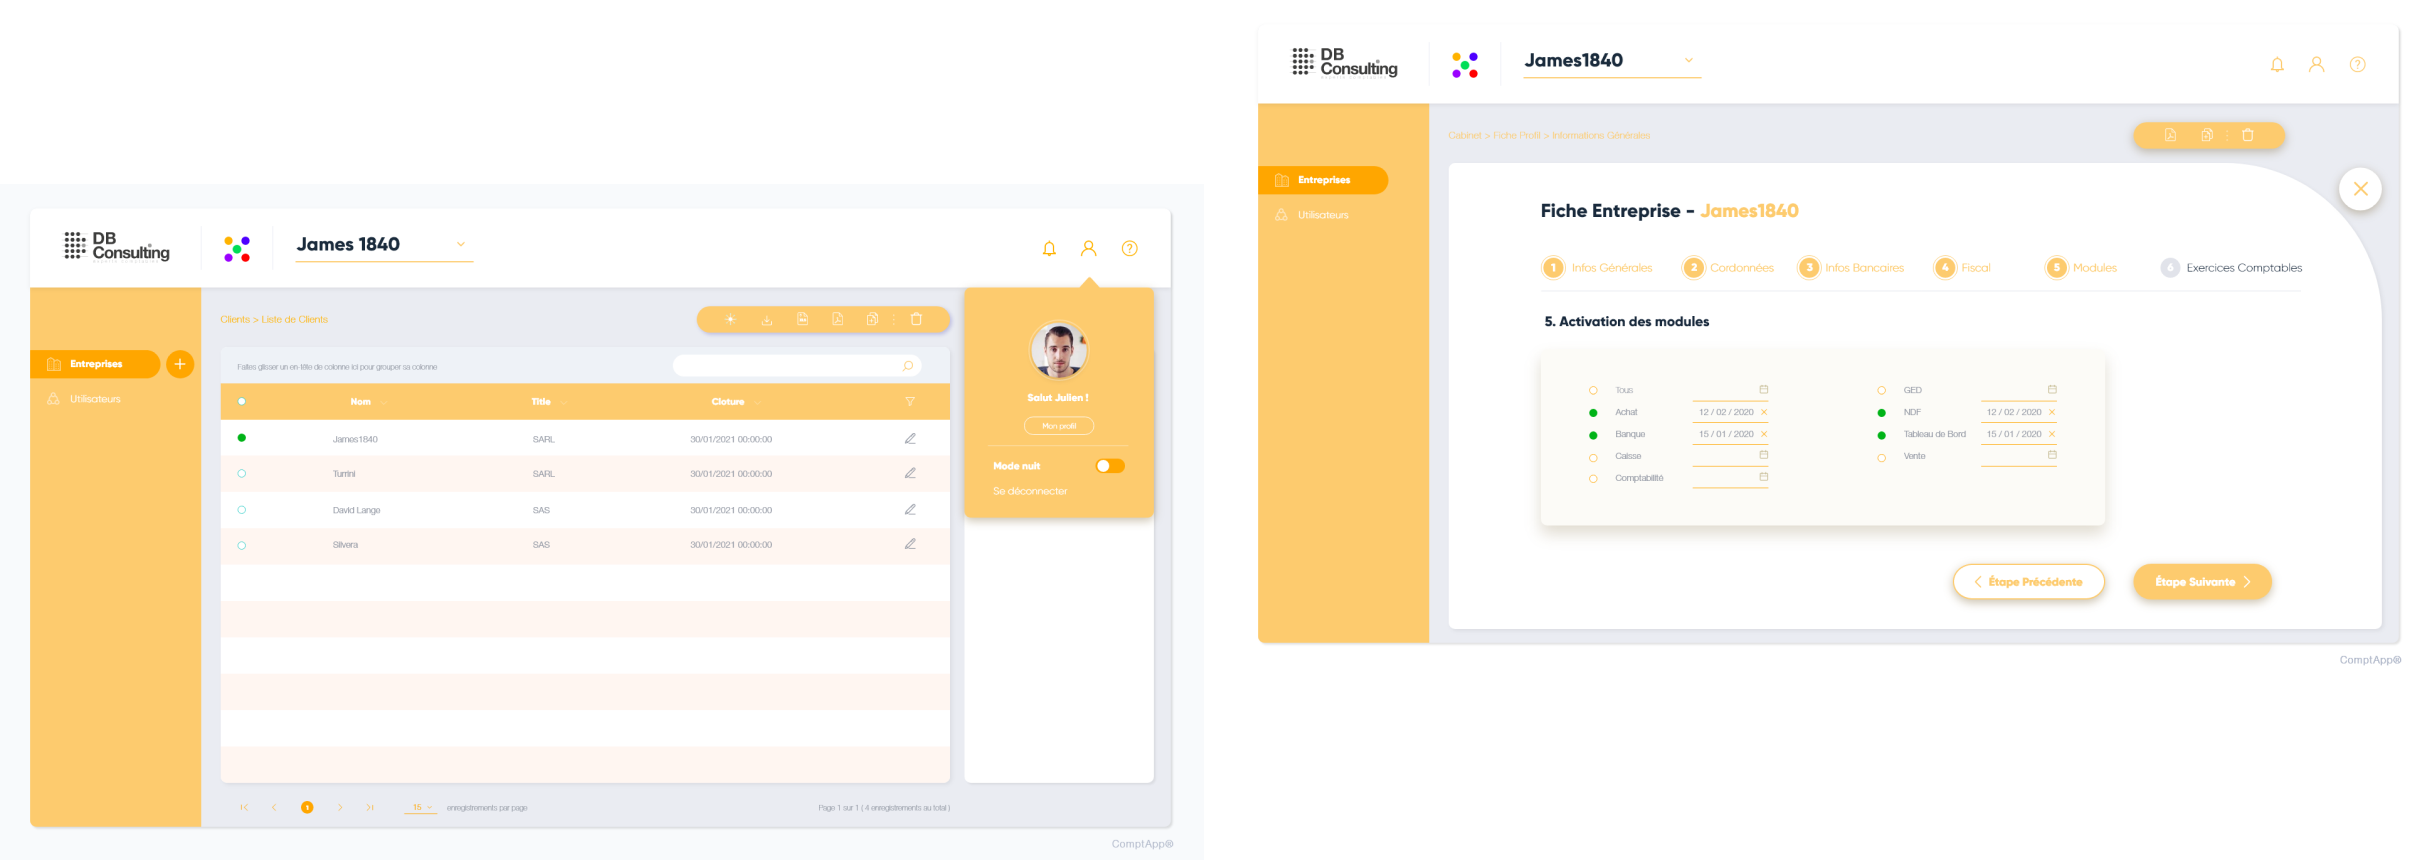 DB
Consulting
James 1840
Clients > Liste de Clients
Entreprises
Utilisateurs
Faites glisser un en-tête de colonne ici pour grouper sa colonne
Nom Title Cloture
James1840 SARL 30/01/2021 00:00:00
Turrini SARL 30/01/2021 00:00:00
David Lange SAS 30/01/2021 00:00:00
Silvera SAS 30/01/2021 00:00:00
Salut Julien !
Mon profil
Mode nuit
Se déconnecter
1 15 enregistrements par page Page 1 sur 1 ( 4 enregistrements au total )
ComptApp®
DB
Consulting
James1840
Cabinet > Fiche Profil > Informations Générales
Entreprises
Utilisateurs
Fiche Entreprise - James1840
1 Infos Générales 2 Cordonnées 3 Infos Bancaires 4 Fiscal 5 Modules 6 Exercices Comptables
5. Activation des modules
Tous GED
Achat 12 / 02 / 2020 NDF 12 / 02 / 2020
Banque 15 / 01 / 2020 Tableau de Bord 15 / 01 / 2020
Caisse Vente
Comptabilité
Étape Précédente Étape Suivante
ComptApp®